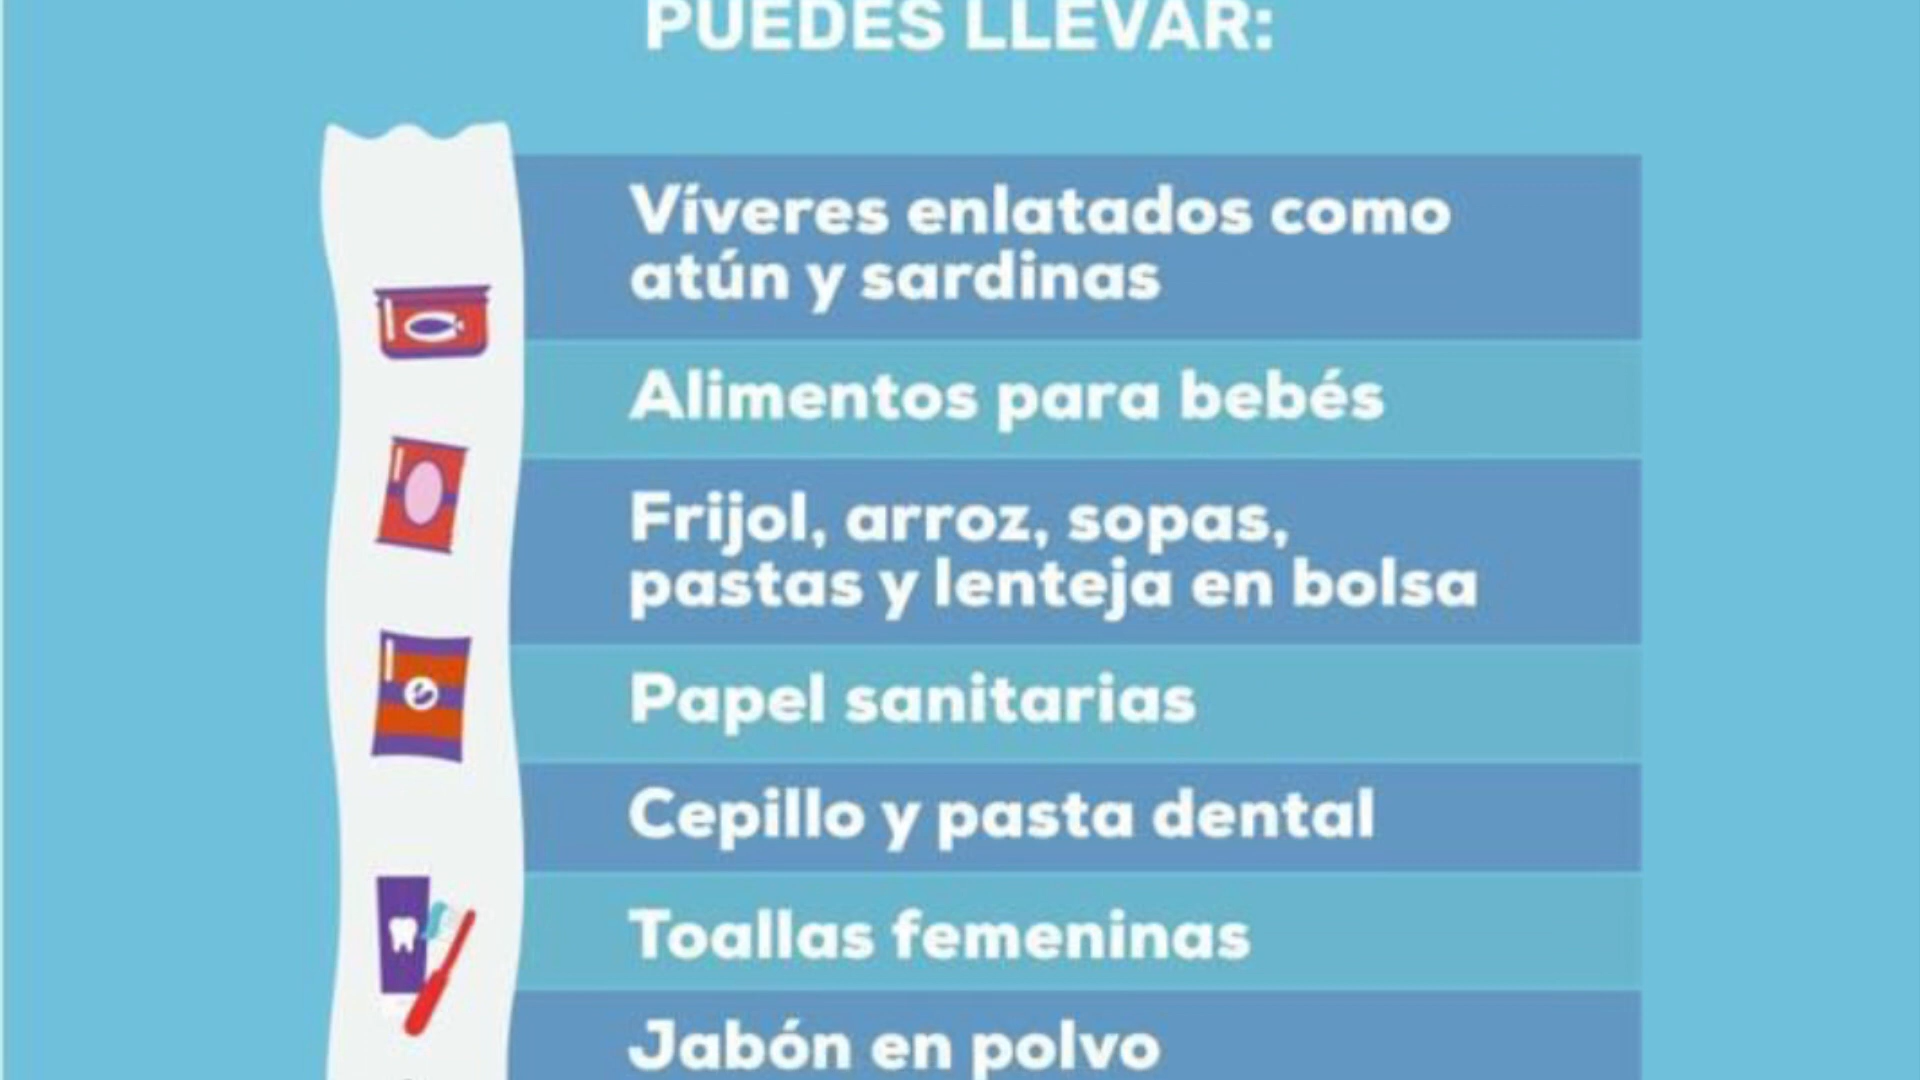 PUEDES LLEVAR:
Víveres enlatados como
atún y sardinas
Alimentos para bebés
Frijol, arroz, sopas,
pastas y lenteja en bolsa
Papel sanitarias
Cepillo y pasta dental
Toallas femeninas
Jabón en polvo